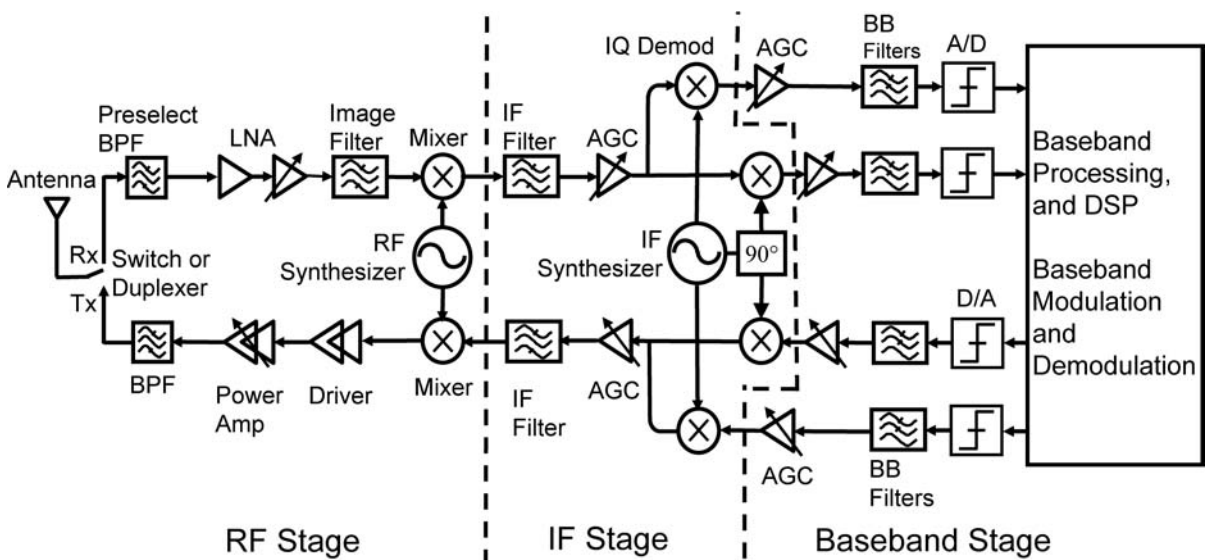 IQ Demod
AGC
BB
Filters
A/D
Preselect
BPF
LNA
Image
Filter
Mixer
IF
Filter
AGC
Antenna
Baseband
Processing,
and DSP
Rx
Switch or
Duplexer
Tx
RF
Synthesizer
IF
Synthesizer
90°
Baseband
Modulation
and
Demodulation
D/A
BPF
Power
Amp
Driver
Mixer
IF
Filter
AGC
AGC
BB
Filters
RF Stage
IF Stage
Baseband Stage